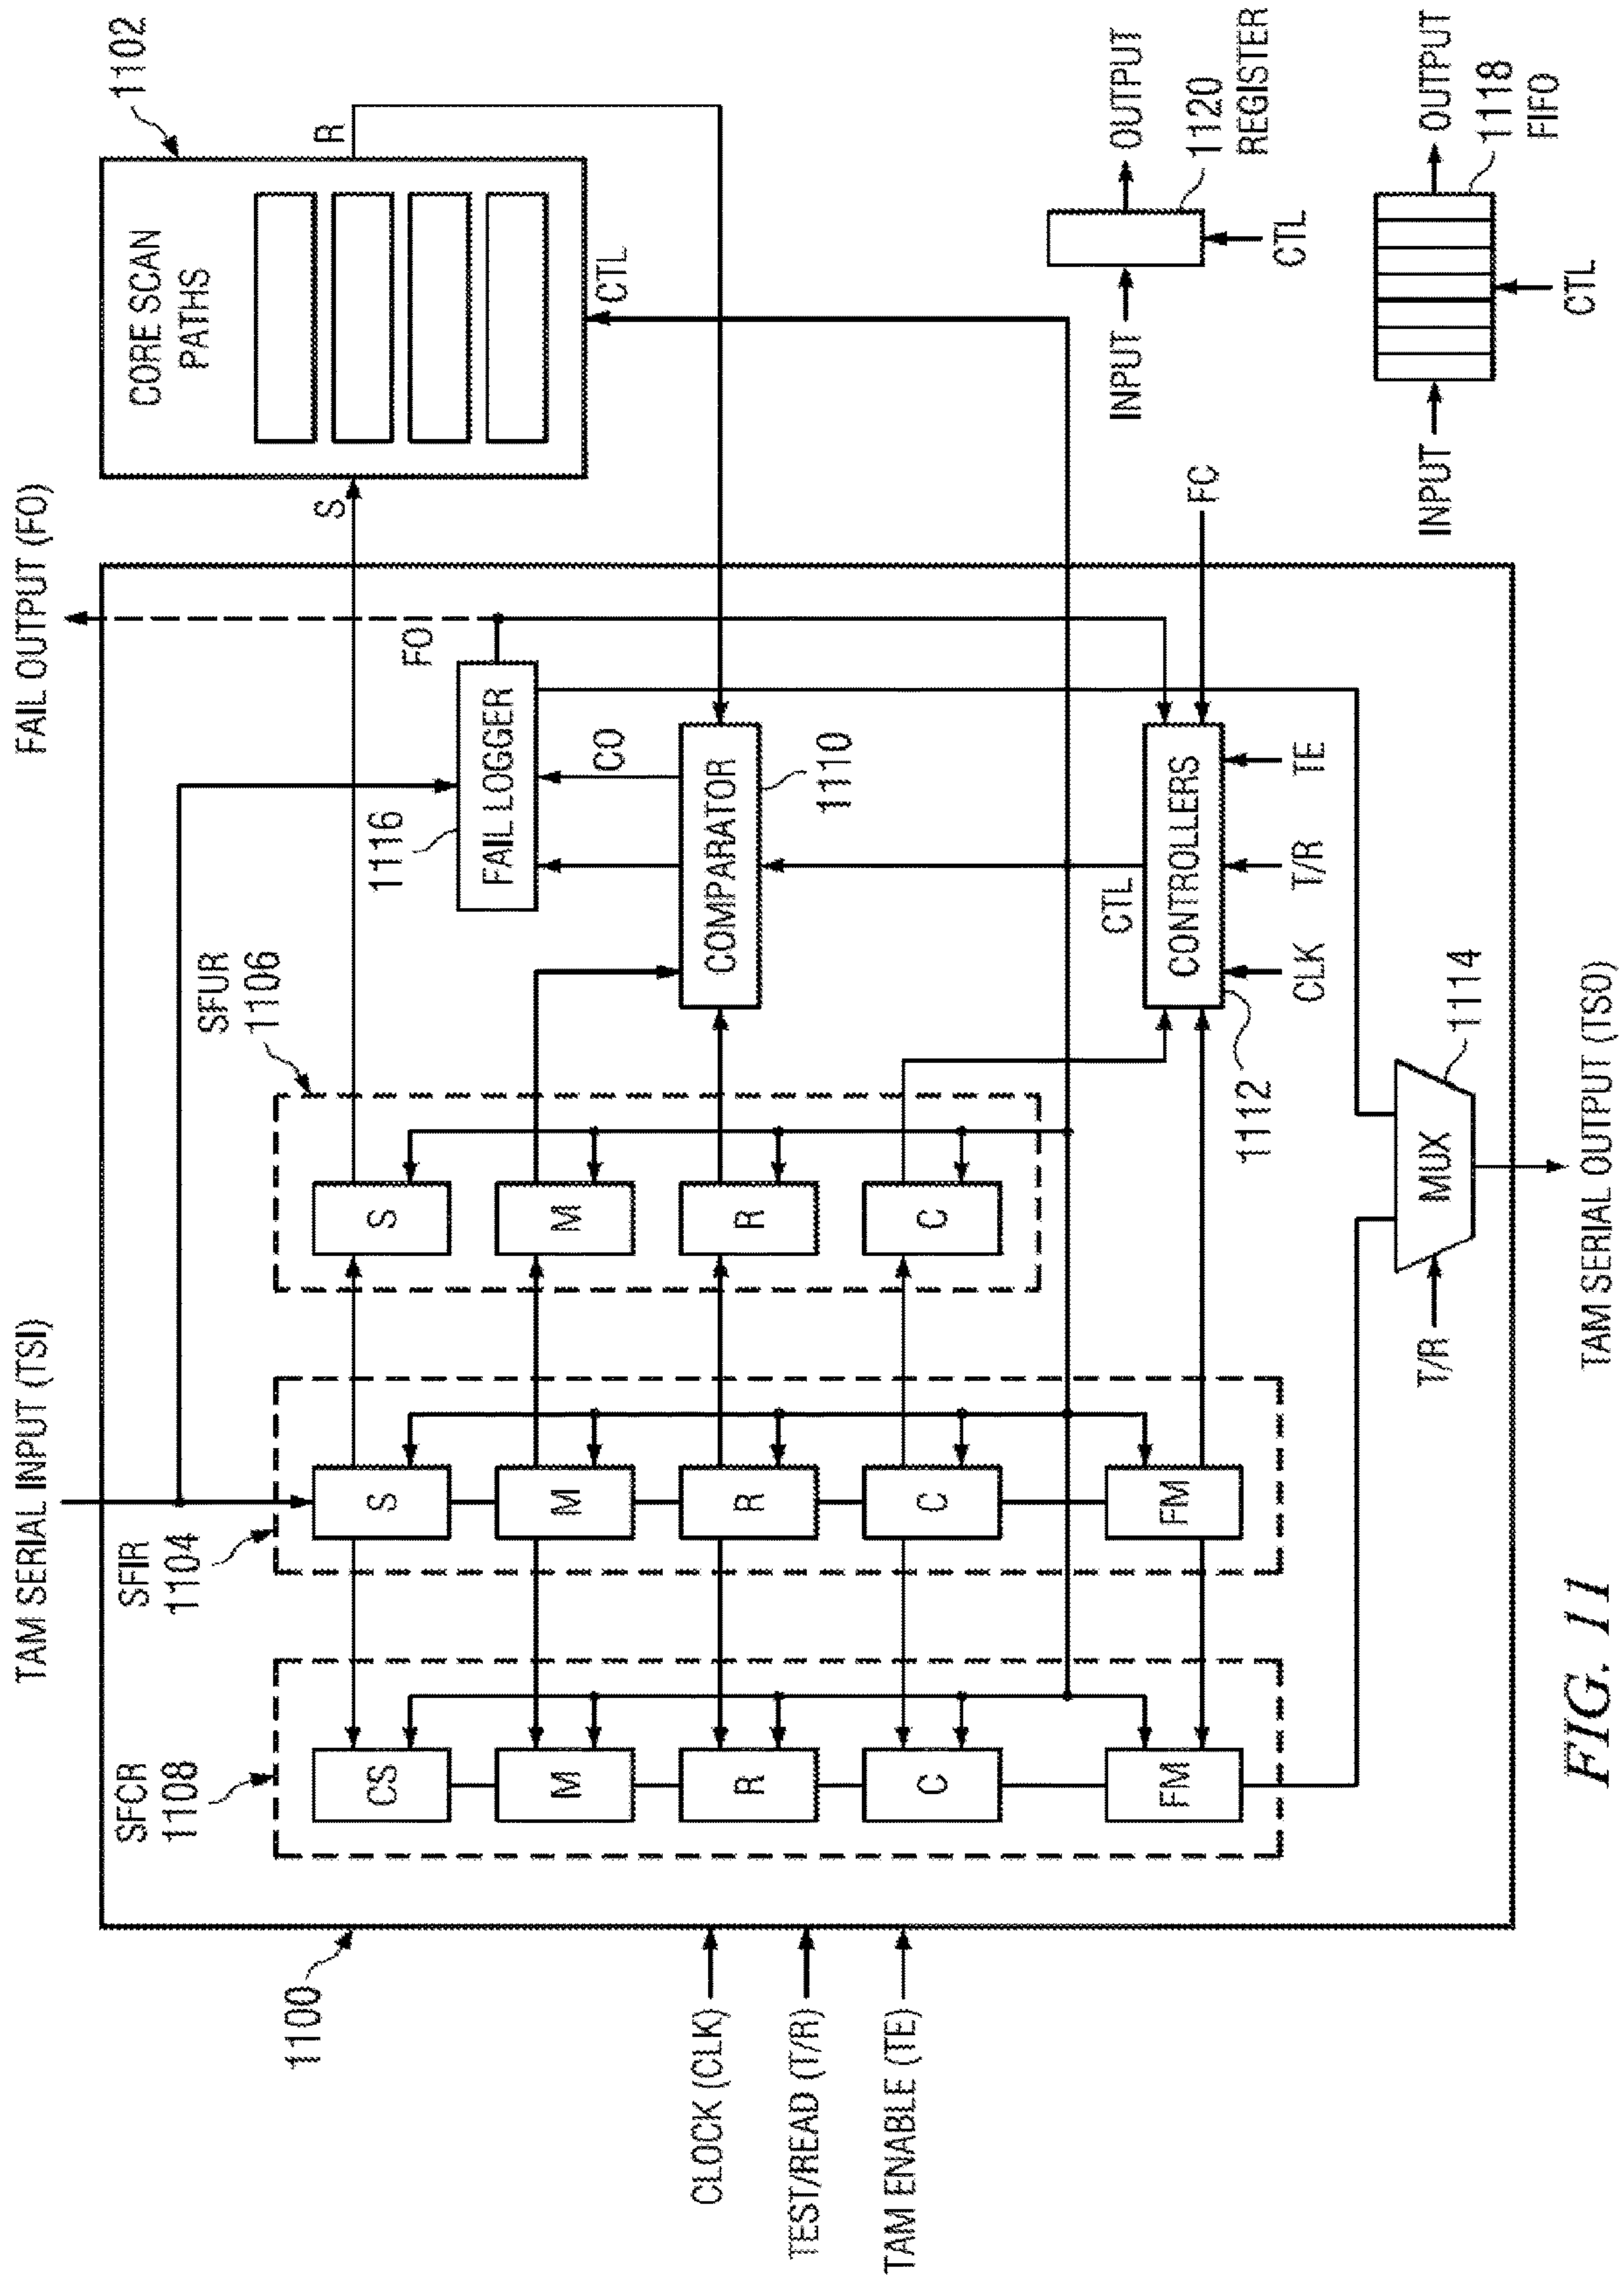 TAM SERIAL INPUT (TSI)
FAIL OUTPUT (FO)
1100
CLOCK (CLK)
TEST/READ (T/R)
TAM ENABLE (TE)
SFCR
1108
CS
M
R
C
FM
SFIR
1104
S
M
R
C
FM
SFUR
1106
S
M
R
C
1116
FAIL LOGGER
FO
CO
COMPARATOR
1110
CTL
CONTROLLERS
1112
CLK
T/R
TE
FC
T/R
MUX
1114
TAM SERIAL OUTPUT (TSO)
S
CORE SCAN
PATHS
R
1102
CTL
INPUT
OUTPUT
CTL
1120
REGISTER
INPUT
OUTPUT
CTL
1118
FIFO
FIG. 11